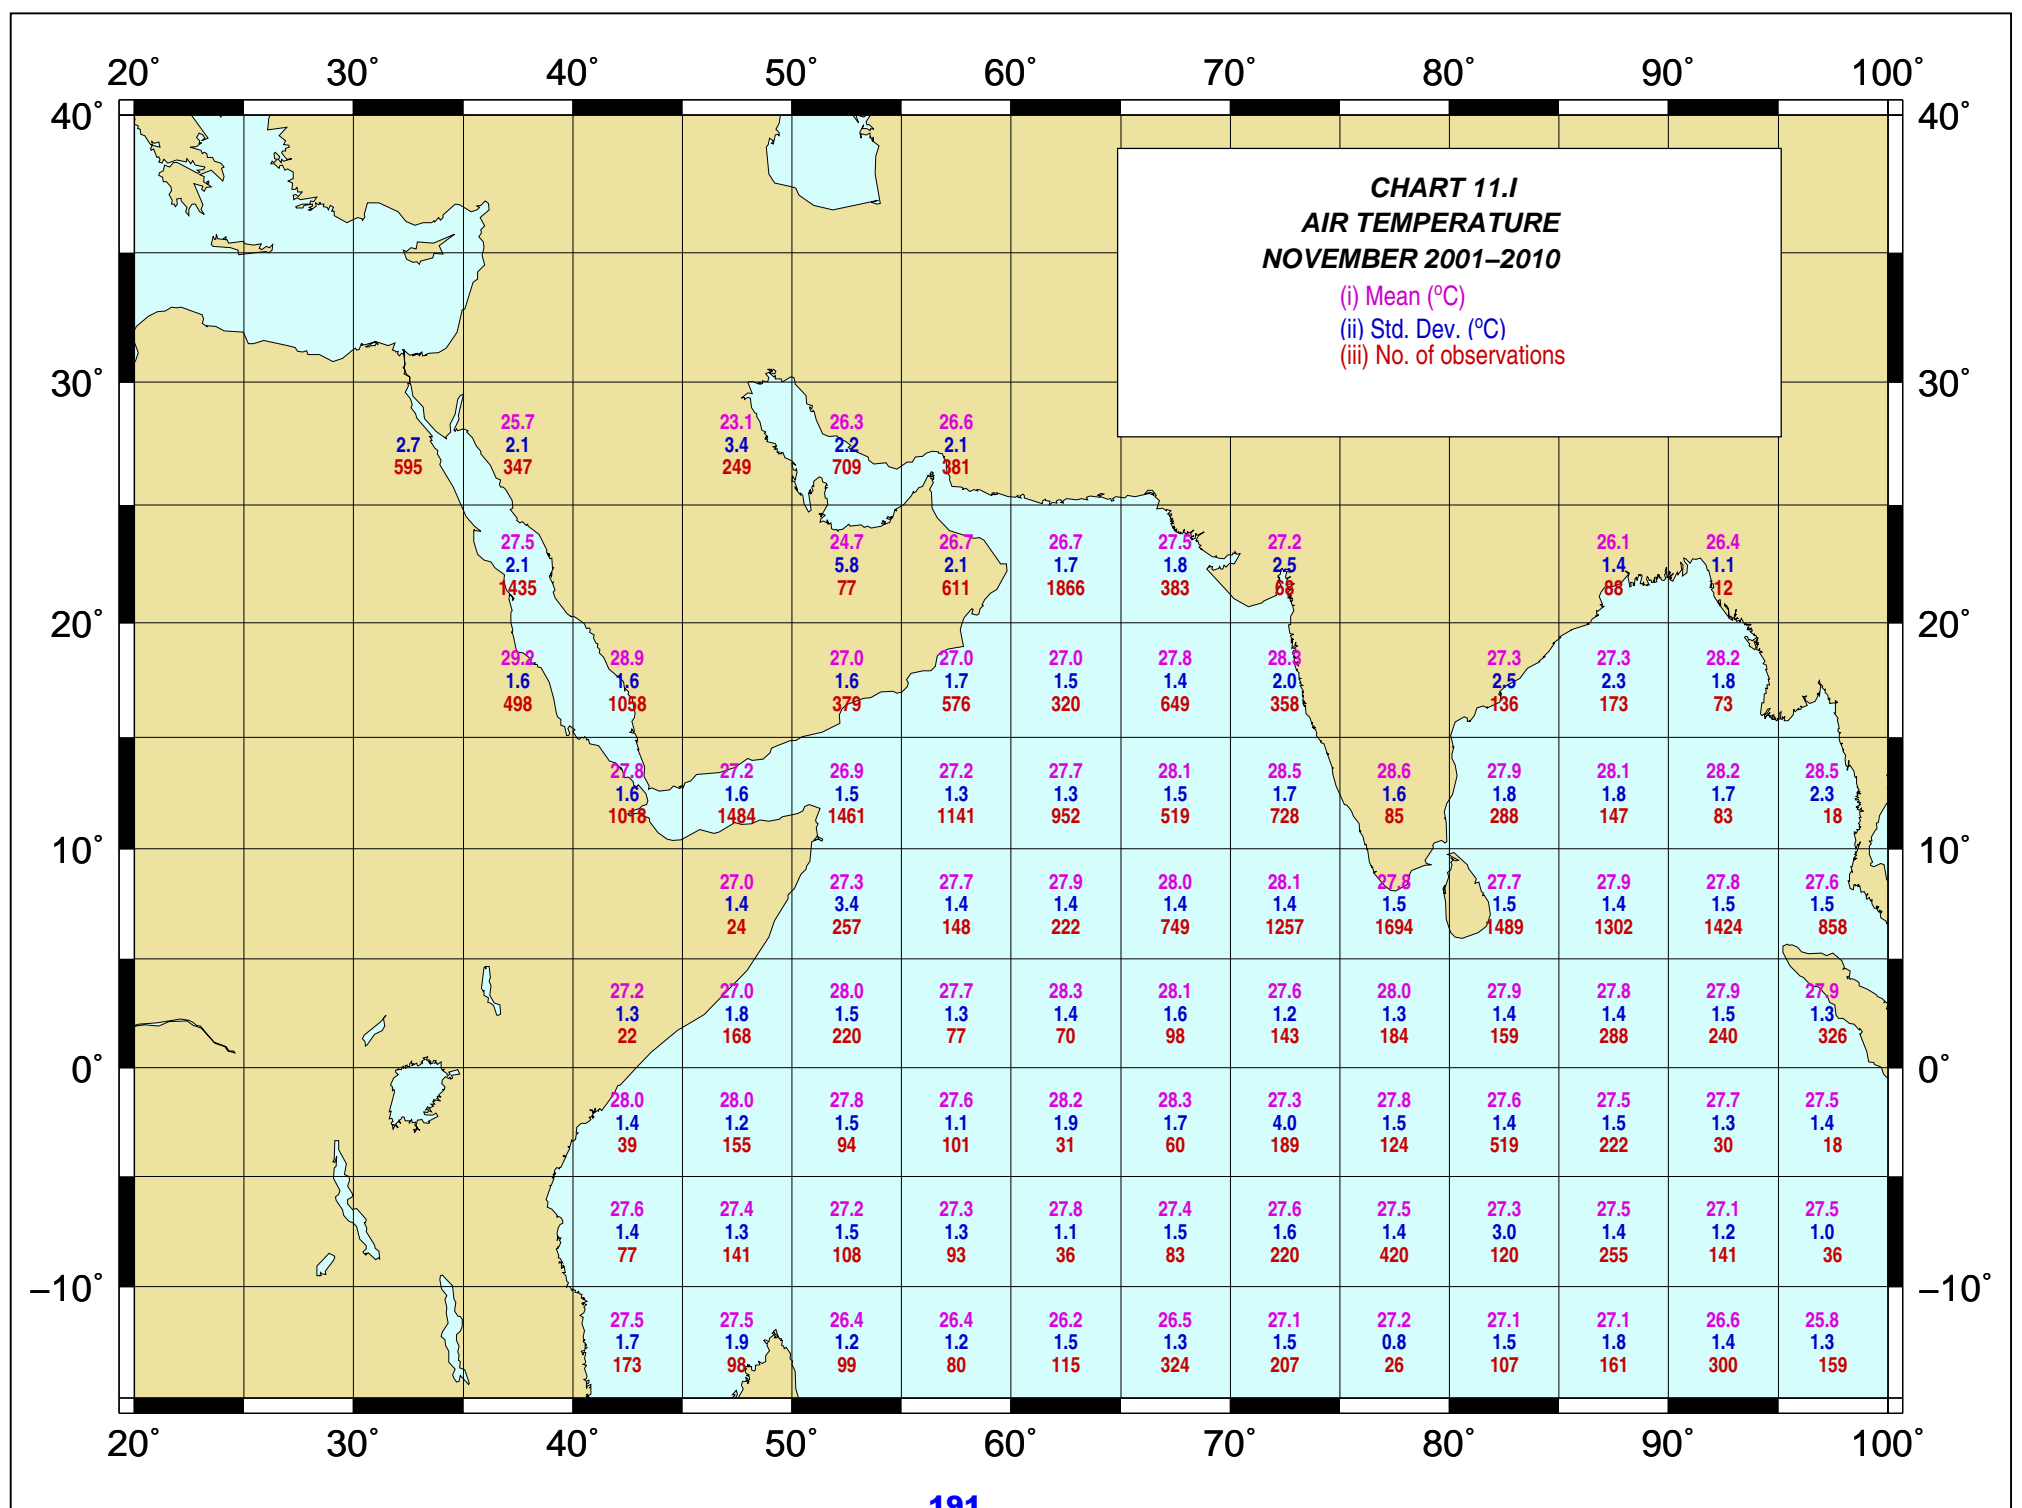 20˚ 30˚ 40˚ 50˚ 60˚ 70˚ 80˚ 90˚ 100˚
40˚ 40˚
CHART 11.I
AIR TEMPERATURE
NOVEMBER 2001–2010
(i) Mean (ºC)
(ii) Std. Dev. (ºC)
(iii) No. of observations
30˚ 30˚
25.7 23.1 26.3 26.6
2.7 2.1 3.4 2.2 2.1
595 347 249 709 381
27.5 24.7 26.7 26.7 27.5 27.2 26.1 26.4
2.1 5.8 2.1 1.7 1.8 2.5 1.4 1.1
1435 77 611 1866 383 68 88 12
20˚ 20˚
29.2 28.9 27.0 27.0 27.0 27.8 28.3 27.3 27.3 28.2
1.6 1.6 1.6 1.7 1.5 1.4 2.0 2.5 2.3 1.8
498 1058 379 576 320 649 358 136 173 73
27.8 27.2 26.9 27.2 27.7 28.1 28.5 28.6 27.9 28.1 28.2 28.5
1.6 1.6 1.5 1.3 1.3 1.5 1.7 1.6 1.8 1.8 1.7 2.3
1018 1484 1461 1141 952 519 728 85 288 147 83 18
10˚ 10˚
27.0 27.3 27.7 27.9 28.0 28.1 27.8 27.7 27.9 27.8 27.6
1.4 3.4 1.4 1.4 1.4 1.4 1.5 1.5 1.4 1.5 1.5
24 257 148 222 749 1257 1694 1489 1302 1424 858
27.2 27.0 28.0 27.7 28.3 28.1 27.6 28.0 27.9 27.8 27.9 27.9
1.3 1.8 1.5 1.3 1.4 1.6 1.2 1.3 1.4 1.4 1.5 1.3
22 168 220 77 70 98 143 184 159 288 240 326
0˚ 0˚
28.0 28.0 27.8 27.6 28.2 28.3 27.3 27.8 27.6 27.5 27.7 27.5
1.4 1.2 1.5 1.1 1.9 1.7 4.0 1.5 1.4 1.5 1.3 1.4
39 155 94 101 31 60 189 124 519 222 30 18
27.6 27.4 27.2 27.3 27.8 27.4 27.6 27.5 27.3 27.5 27.1 27.5
1.4 1.3 1.5 1.3 1.1 1.5 1.6 1.4 3.0 1.4 1.2 1.0
77 141 108 93 36 83 220 420 120 255 141 36
−10˚ −10˚
27.5 27.5 26.4 26.4 26.2 26.5 27.1 27.2 27.1 27.1 26.6 25.8
1.7 1.9 1.2 1.2 1.5 1.3 1.5 0.8 1.5 1.8 1.4 1.3
173 98 99 80 115 324 207 26 107 161 300 159
20˚ 30˚ 40˚ 50˚ 60˚ 70˚ 80˚ 90˚ 100˚
191